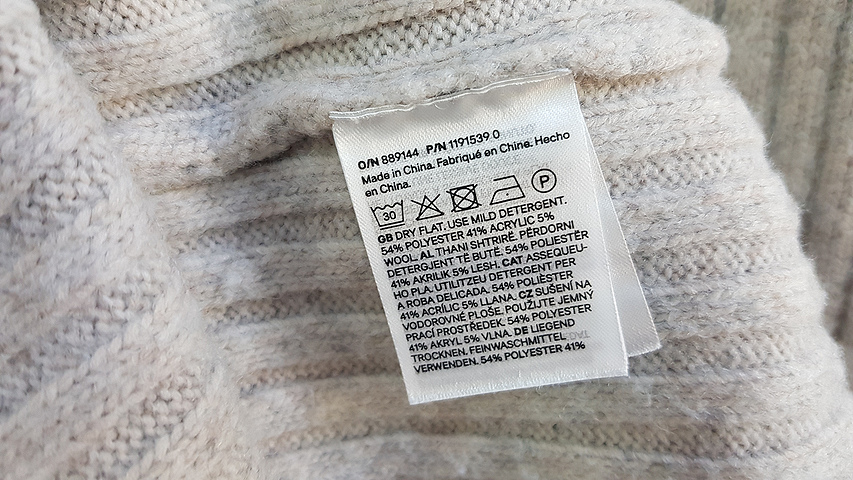 O/N 889144 P/N 1191539 0
Made in China. Fabriqué en Chine. Hecho
en China.
30 P
GB DRY FLAT. USE MILD DETERGENT.
54% POLYESTER 41% ACRYLIC 5%
WOOL. AL THANI SHTRIRË. PËRDORNI
DETERGJENT TË BUTË. 54% POLIESTËR
41% AKRILIK 5% LESH. CAT ASSEQUEU-
HO PLA. UTILITZEU DETERGENT PER
A ROBA DELICADA. 54% POLIÈSTER
41% ACRÍLIC 5% LLANA. CZ SUŠENÍ NA
VODOROVNÉ PLOŠE. POUŽIJTE JEMNÝ
PRACÍ PROSTŘEDEK. 54% POLYESTER
41% AKRYL 5% VLNA. DE LIEGEND
TROCKNEN. FEINWASCHMITTEL
VERWENDEN. 54% POLYESTER 41%